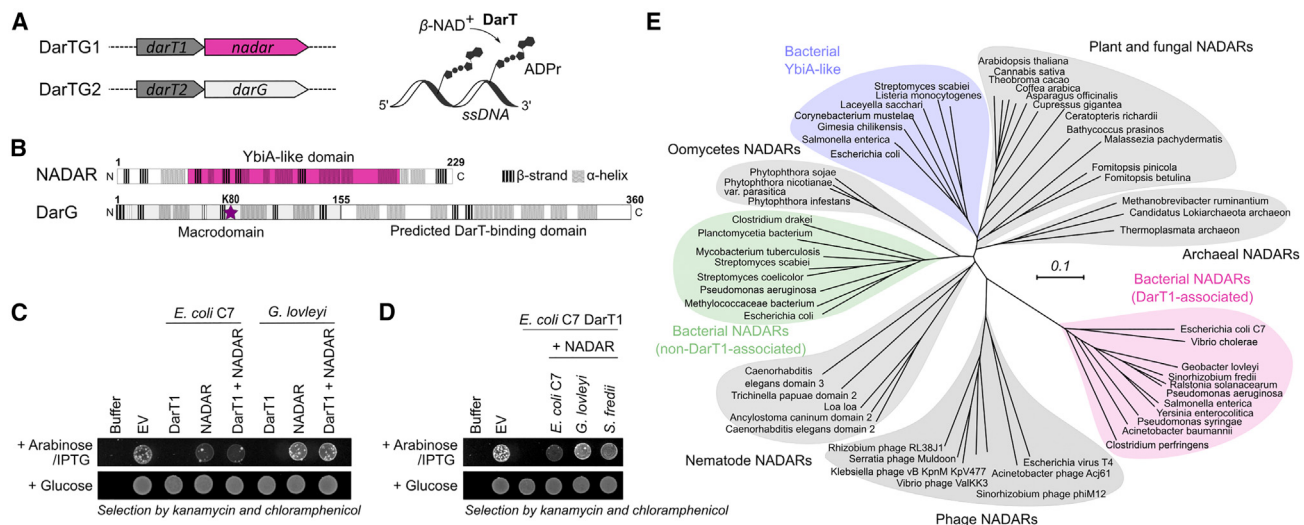 A
DarTG1
darT1
nadar
DarTG2
darT2
darG
β-NAD+ DarT
ADPr
5'
3'
ssDNA
B
YbiA-like domain
1
229
NADAR
N
C
β-strand
α-helix
1
K80
155
360
DarG
N
C
Macrodomain
Predicted DarT-binding domain
C
E. coli C7
G. lovleyi
Buffer
EV
DarT1
NADAR
DarT1 + NADAR
DarT1
NADAR
DarT1 + NADAR
+ Arabinose
/IPTG
+ Glucose
Selection by kanamycin and chloramphenicol
D
E. coli C7 DarT1
+ NADAR
Buffer
EV
E. coli C7
G. lovleyi
S. fredii
+ Arabinose
/IPTG
+ Glucose
Selection by kanamycin and chloramphenicol
E
Bacterial
YbiA-like
Streptomyces scabiei
Listeria monocytogenes
Laceyella sacchari
Corynebacterium mustelae
Gimesia chilikensis
Salmonella enterica
Escherichia coli
Plant and fungal NADARs
Arabidopsis thaliana
Cannabis sativa
Theobroma cacao
Coffea arabica
Asparagus officinalis
Cupressus gigantea
Ceratopteris richardii
Bathycoccus prasinos
Malassezia pachydermatis
Fomitopsis pinicola
Fomitopsis betulina
Oomycetes NADARs
Phytophthora sojae
Phytophthora nicotianae
var. parasitica
Phytophthora infestans
Methanobrevibacter ruminantium
Candidatus Lokiarchaeota archaeon
Thermoplasmata archaeon
Archaeal NADARs
0.1
Clostridium drakei
Planctomycetia bacterium
Mycobacterium tuberculosis
Streptomyces scabiei
Streptomyces coelicolor
Pseudomonas aeruginosa
Methylococcaceae bacterium
Escherichia coli
Bacterial NADARs
(non-DarT1-associated)
Bacterial NADARs
(DarT1-associated)
Escherichia coli C7
Vibrio cholerae
Geobacter lovleyi
Sinorhizobium fredii
Ralstonia solanacearum
Pseudomonas aeruginosa
Salmonella enterica
Yersinia enterocolitica
Pseudomonas syringae
Acinetobacter baumannii
Clostridium perfringens
Caenorhabditis
elegans domain 3
Trichinella papuae domain 2
Loa loa
Ancylostoma caninum domain 2
Caenorhabditis elegans domain 2
Nematode NADARs
Rhizobium phage RL38J1
Serratia phage Muldoon
Klebsiella phage vB KpnM KpV477
Vibrio phage ValKK3
Escherichia virus T4
Acinetobacter phage Acj61
Sinorhizobium phage phiM12
Phage NADARs